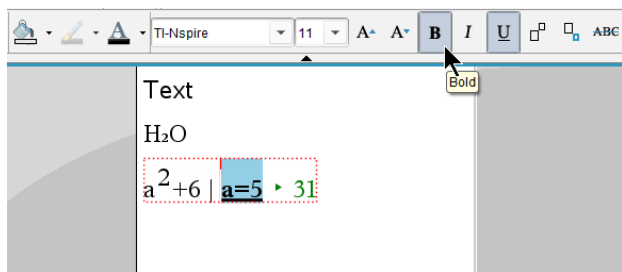 TI-Nspire 11 A A B I U ABC
Bold
Text
H₂O
a²+6 | a=5 ▸ 31